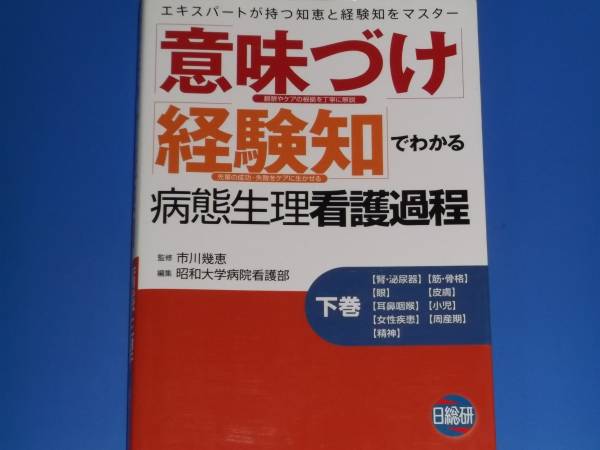 エキスパートが持つ知恵と経験知をマスター
「意味づけ」
観察やケアの根拠を丁寧に解説
「経験知」でわかる
先輩の成功・失敗をケアに生かせる
病態生理看護過程
監修 市川幾恵
編集 昭和大学病院看護部
下巻
【腎・泌尿器】【筋・骨格】
【眼】【皮膚】
【耳鼻咽喉】【小児】
【女性疾患】【周産期】
【精神】
日総研